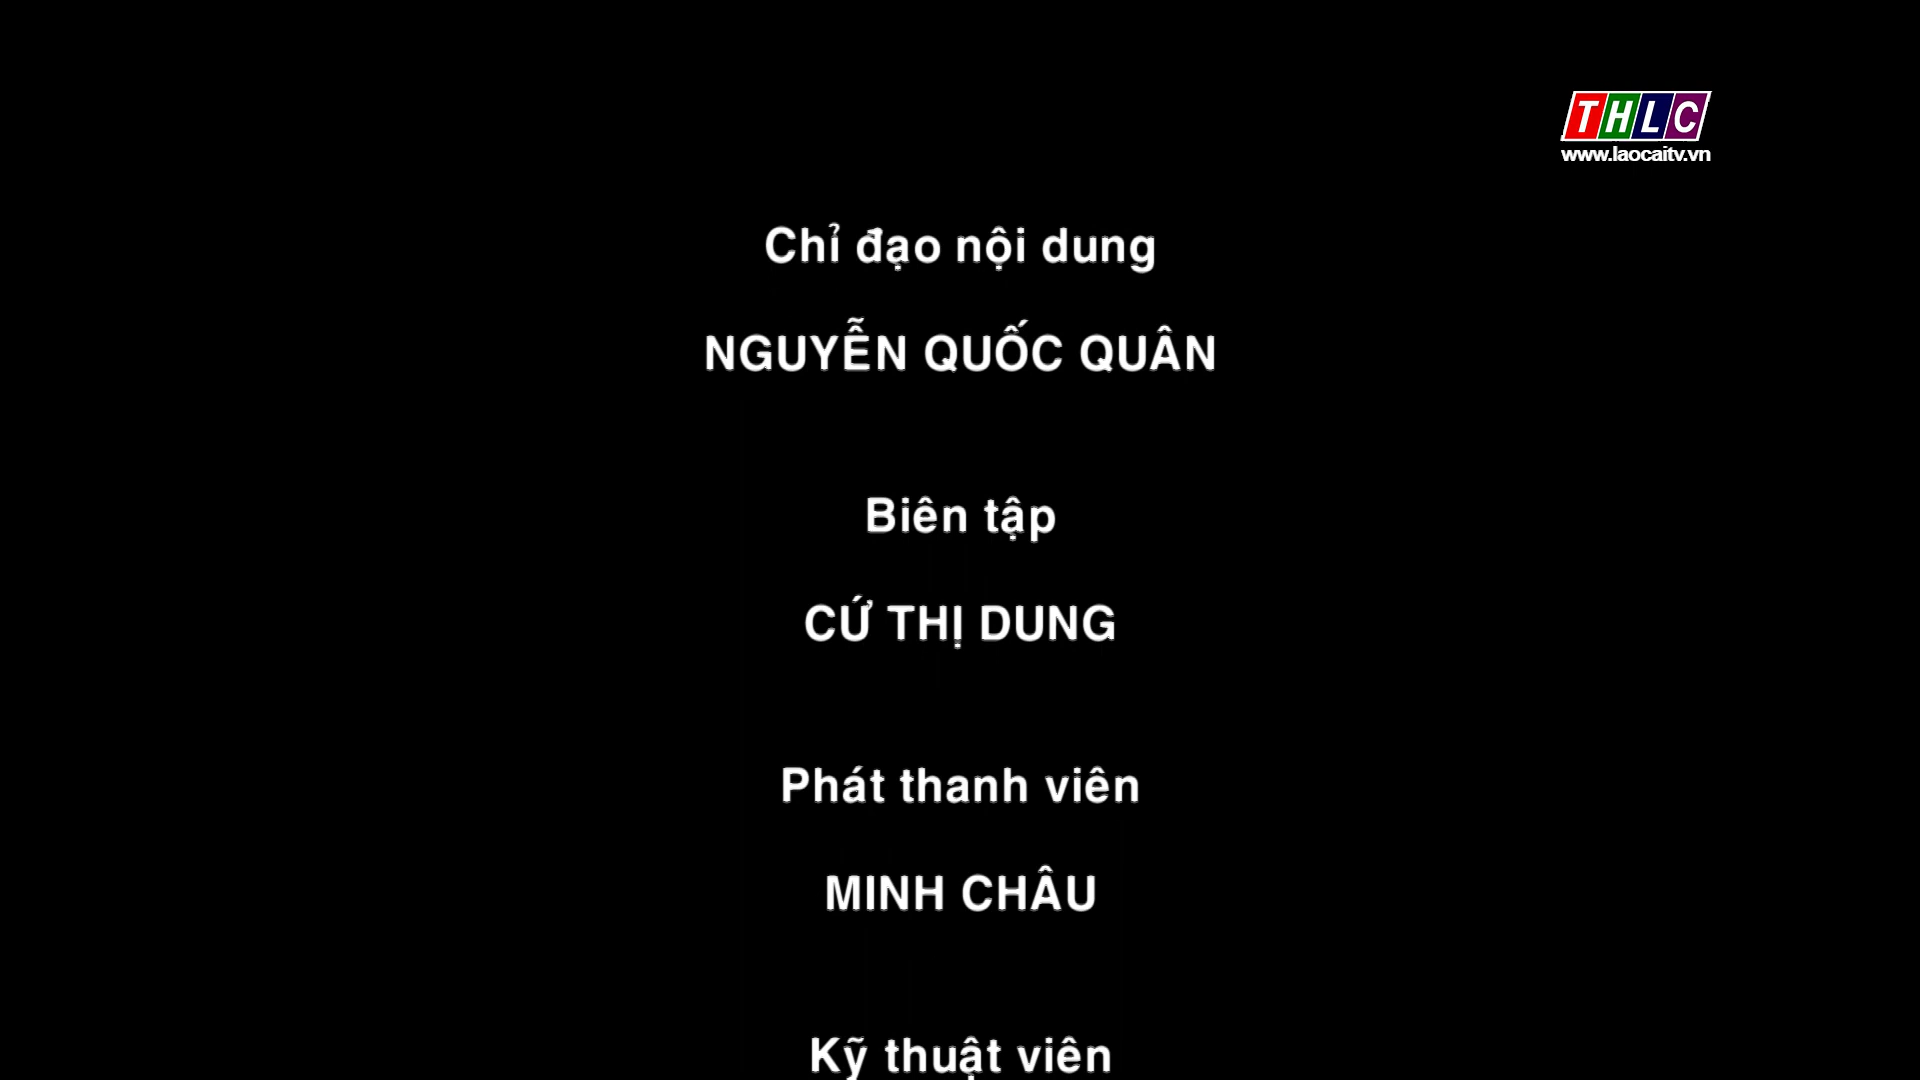 THLC
www.laocaitv.vn
Chỉ đạo nội dung
NGUYỄN QUỐC QUÂN
Biên tập
CỨ THỊ DUNG
Phát thanh viên
MINH CHÂU
Kỹ thuật viên